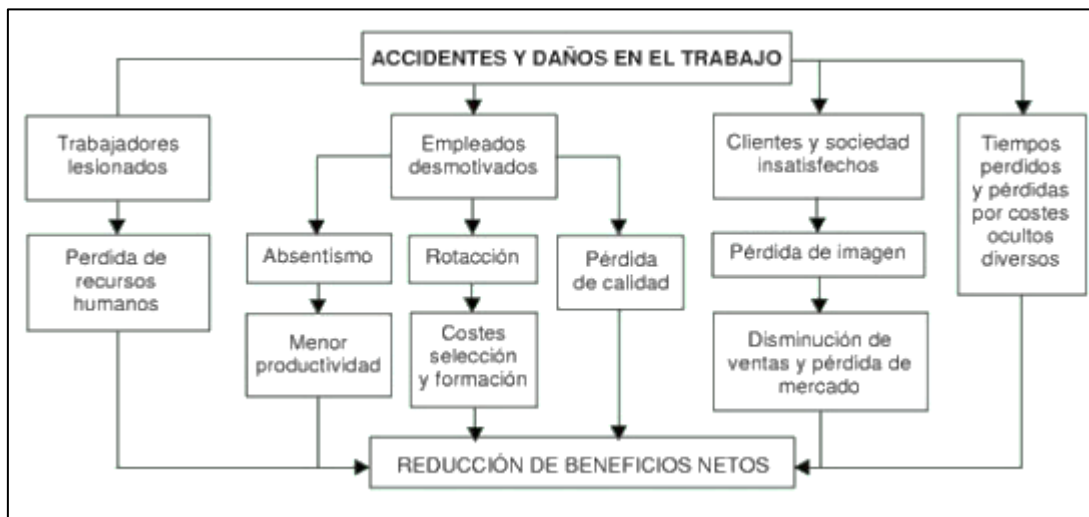 ACCIDENTES Y DAÑOS EN EL TRABAJO
Trabajadores
lesionados
Empleados
desmotivados
Clientes y sociedad
insatisfechos
Tiempos
perdidos
y pérdidas
por costes
ocultos
diversos
Perdida de
recursos
humanos
Absentismo
Rotacción
Pérdida
de calidad
Pérdida de imagen
Menor
productividad
Costes
selección
y formación
Disminución de
ventas y pérdida de
mercado
REDUCCIÓN DE BENEFICIOS NETOS